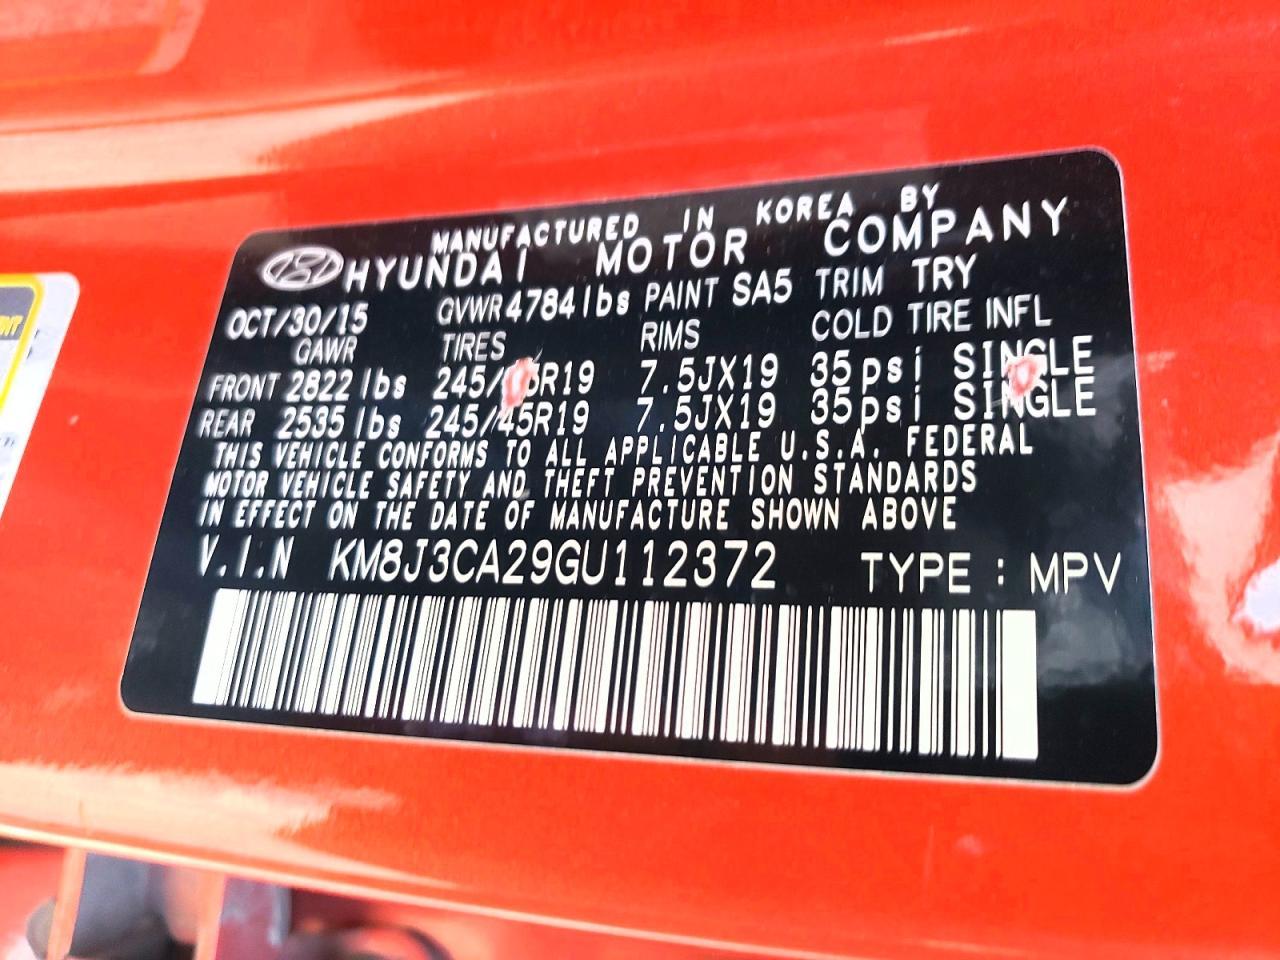 MANUFACTURED IN KOREA BY
HYUNDAI MOTOR COMPANY
OCT/30/15 GVWR 4784lbs PAINT SA5 TRIM TRY
GAWR TIRES RIMS COLD TIRE INFL
FRONT 2822 lbs 7.5JX19 35psi SINGLE
REAR 2535 lbs 245/45R19 7.5JX19 35psi SINGLE
THIS VEHICLE CONFORMS TO ALL APPLICABLE U.S.A. FEDERAL
MOTOR VEHICLE SAFETY AND THEFT PREVENTION STANDARDS
IN EFFECT ON THE DATE OF MANUFACTURE SHOWN ABOVE
V.I.N KM8J3CA29GU112372 TYPE : MPV